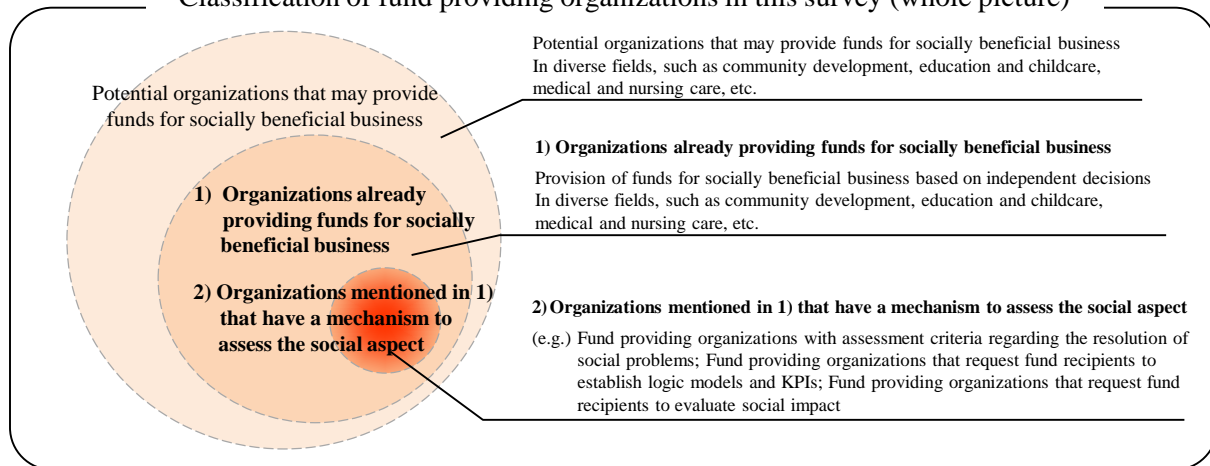 Classification of fund providing organizations in this survey (whole picture)
Potential organizations that may provide
funds for socially beneficial business
1) Organizations already
providing funds for socially
beneficial business
2) Organizations mentioned in 1)
that have a mechanism to
assess the social aspect
Potential organizations that may provide funds for socially beneficial business
In diverse fields, such as community development, education and childcare,
medical and nursing care, etc.
1) Organizations already providing funds for socially beneficial business
Provision of funds for socially beneficial business based on independent decisions
In diverse fields, such as community development, education and childcare,
medical and nursing care, etc.
2) Organizations mentioned in 1) that have a mechanism to assess the social aspect
(e.g.) Fund providing organizations with assessment criteria regarding the resolution of
social problems; Fund providing organizations that request fund recipients to
establish logic models and KPIs; Fund providing organizations that request fund
recipients to evaluate social impact